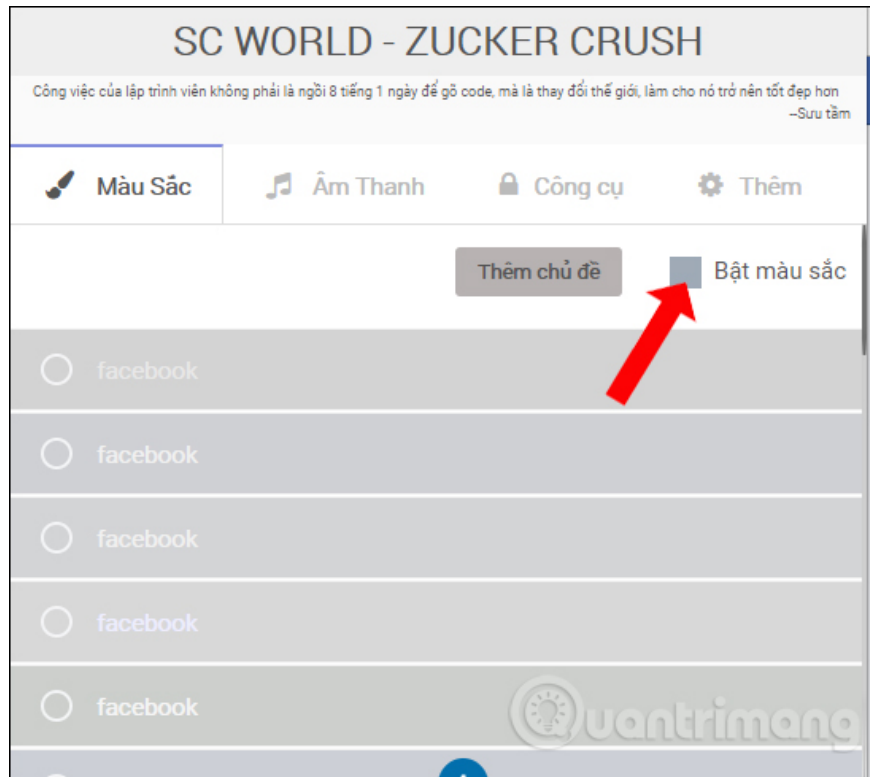 SC WORLD - ZUCKER CRUSH
Công việc của lập trình viên không phải là ngồi 8 tiếng 1 ngày để gõ code, mà là thay đổi thế giới, làm cho nó trở nên tốt đẹp hơn
--Sưu tầm
Màu Sắc Âm Thanh Công cụ Thêm
Thêm chủ đề Bật màu sắc
facebook
facebook
facebook
facebook
facebook
Quantrimang